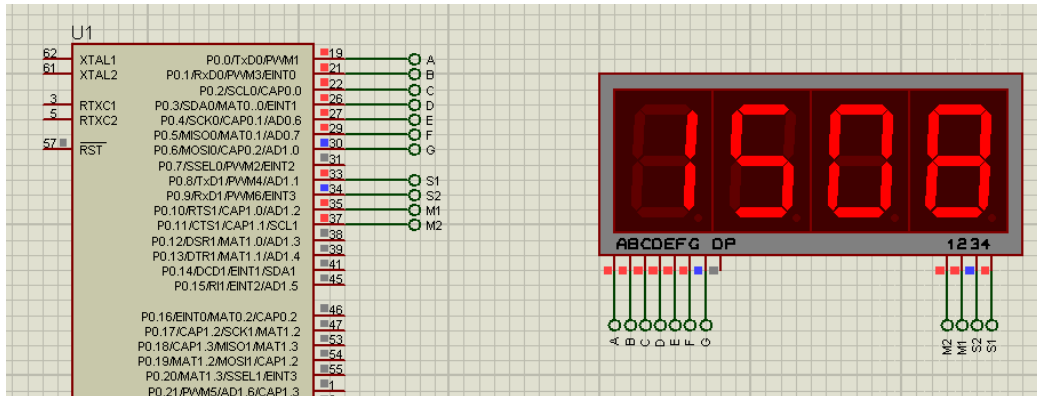 U1
62 XTAL1 P0.0/TxD0/PWM1 19 A
61 XTAL2 P0.1/RxD0/PWM3/EINT0 21 B
P0.2/SCL0/CAP0.0 22 C
3 RTXC1 P0.3/SDA0/MAT0..0/EINT1 26 D
5 RTXC2 P0.4/SCK0/CAP0.1/AD0.6 27 E
P0.5/MISO0/MAT0.1/AD0.7 29 F
57 RST P0.6/MOSI0/CAP0.2/AD1.0 30 G
P0.7/SSEL0/PWM2/EINT2 31
P0.8/TxD1/PWM4/AD1.1 33 S1
P0.9/RxD1/PWM6/EINT3 34 S2
P0.10/RTS1/CAP1.0/AD1.2 35 M1
P0.11/CTS1/CAP1.1/SCL1 37 M2
P0.12/DSR1/MAT1.0/AD1.3 38
P0.13/DTR1/MAT1.1/AD1.4 39
P0.14/DCD1/EINT1/SDA1 41
P0.15/RI1/EINT2/AD1.5 45
P0.16/EINT0/MAT0.2/CAP0.2 46
P0.17/CAP1.2/SCK1/MAT1.2 47
P0.18/CAP1.3/MISO1/MAT1.3 53
P0.19/MAT1.2/MOSI1/CAP1.2 54
P0.20/MAT1.3/SSEL1/EINT3 55
P0.21/PWM5/AD1.6/CAP1.3 1
1508
ABCDEFG DP 1234
A B C D E F G M2 M1 S2 S1